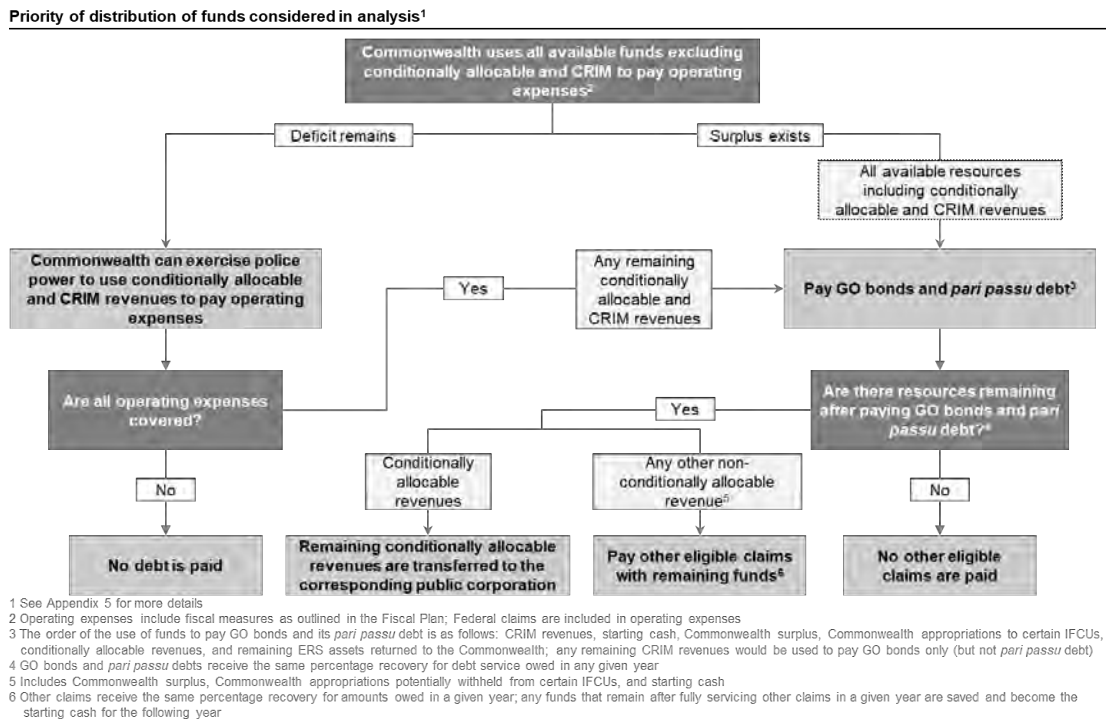 Priority of distribution of funds considered in analysis1
Commonwealth uses all available funds excluding
conditionally allocable and CRIM to pay operating
expenses2
Deficit remains
Surplus exists
All available resources
including conditionally
allocable and CRIM revenues
Commonwealth can exercise police
power to use conditionally allocable
and CRIM revenues to pay operating
expenses
Yes
Any remaining
conditionally
allocable and
CRIM revenues
Pay GO bonds and pari passu debt3
Are all operating expenses
covered?
Are there resources remaining
after paying GO bonds and pari
passu debt?4
Yes
Conditionally
allocable
revenues
Any other non-
conditionally allocable
revenue5
No
No
No debt is paid
Remaining conditionally allocable
revenues are transferred to the
corresponding public corporation
Pay other eligible claims
with remaining funds6
No other eligible
claims are paid
1 See Appendix 5 for more details
2 Operating expenses include fiscal measures as outlined in the Fiscal Plan; Federal claims are included in operating expenses
3 The order of the use of funds to pay GO bonds and its pari passu debt is as follows: CRIM revenues, starting cash, Commonwealth surplus, Commonwealth appropriations to certain IFCUs,
conditionally allocable revenues, and remaining ERS assets returned to the Commonwealth; any remaining CRIM revenues would be used to pay GO bonds only (but not pari passu debt)
4 GO bonds and pari passu debts receive the same percentage recovery for debt service owed in any given year
5 Includes Commonwealth surplus, Commonwealth appropriations potentially withheld from certain IFCUs, and starting cash
6 Other claims receive the same percentage recovery for amounts owed in a given year; any funds that remain after fully servicing other claims in a given year are saved and become the
starting cash for the following year